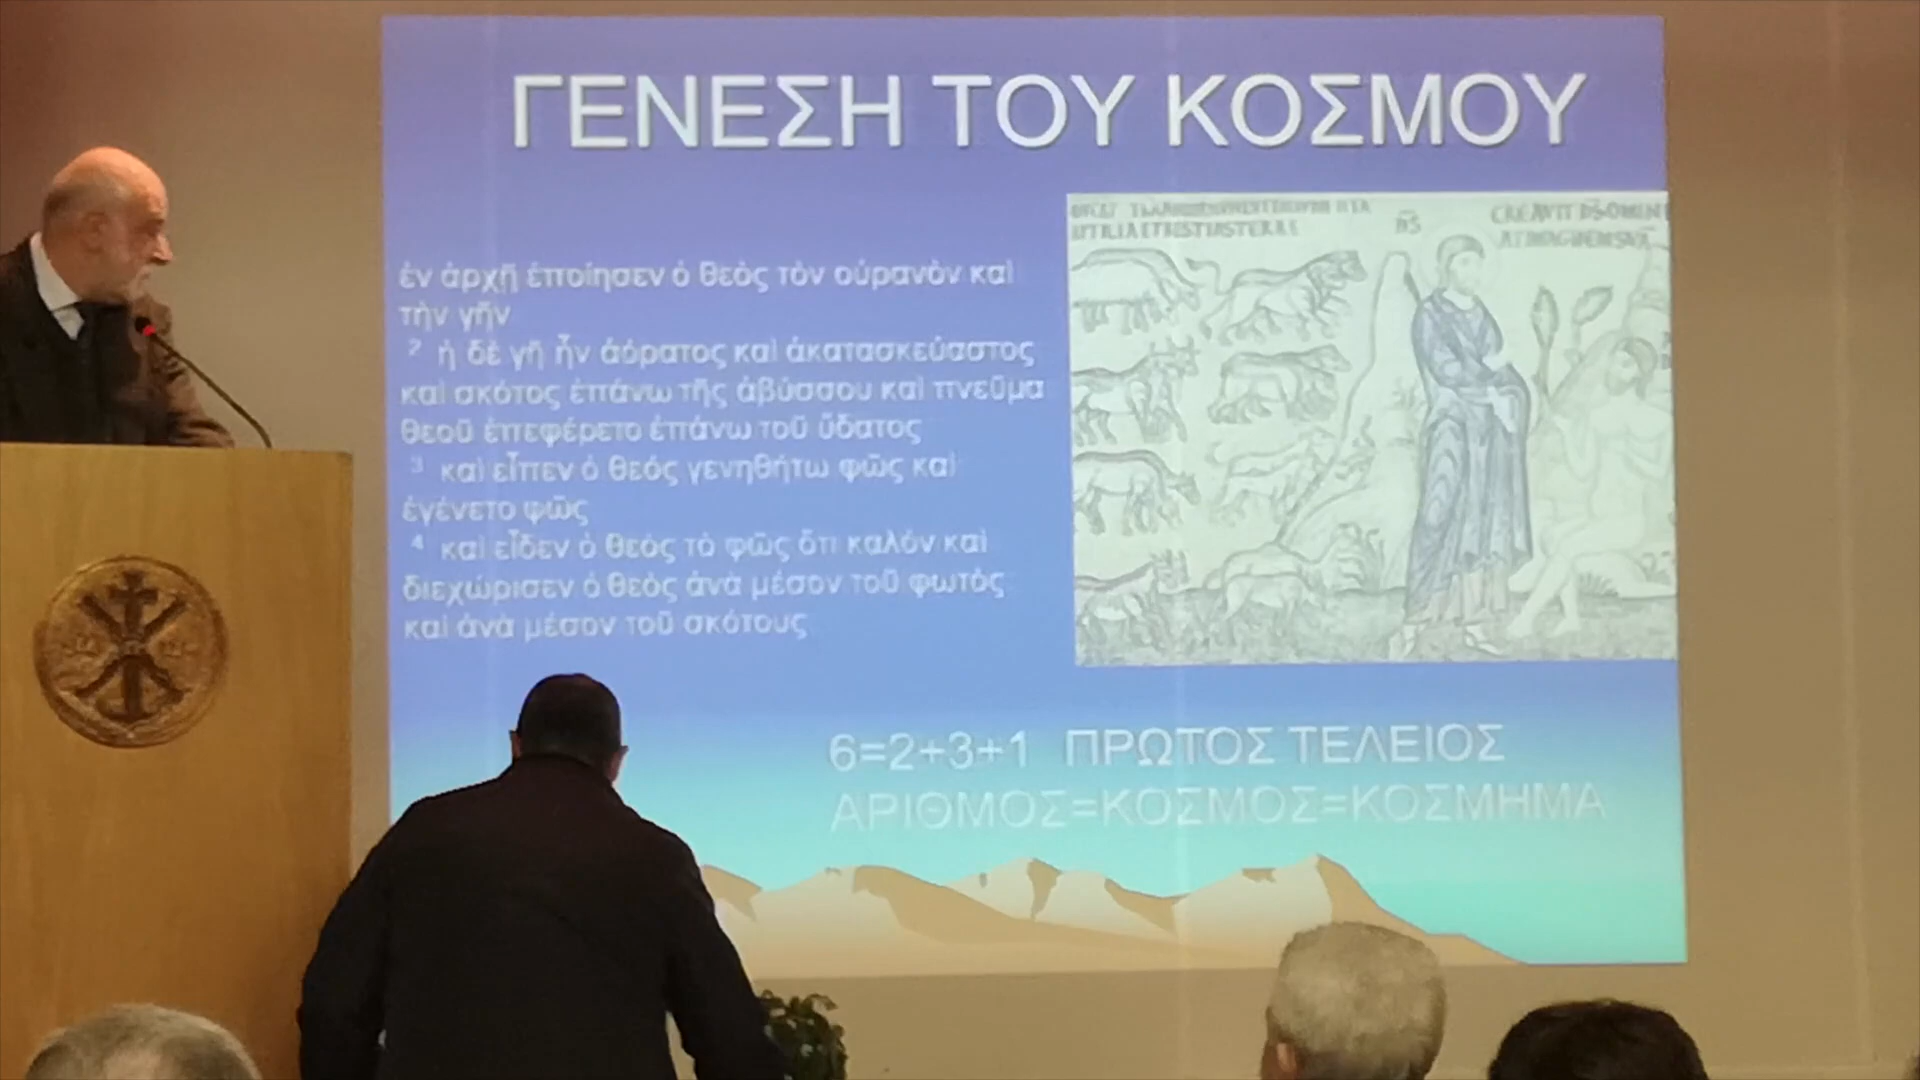 ΓΕΝΕΣΗ ΤΟΥ ΚΟΣΜΟΥ
ἐν ἀρχῇ ἐποίησεν ὁ θεὸς τὸν οὐρανὸν καὶ
τὴν γῆν
2 ἡ δὲ γῆ ἦν ἀόρατος καὶ ἀκατασκεύαστος
καὶ σκότος ἐπάνω τῆς ἀβύσσου καὶ πνεῦμα
θεοῦ ἐπεφέρετο ἐπάνω τοῦ ὕδατος
3 καὶ εἶπεν ὁ θεός γενηθήτω φῶς καὶ
ἐγένετο φῶς
4 καὶ εἶδεν ὁ θεὸς τὸ φῶς ὅτι καλόν καὶ
διεχώρισεν ὁ θεὸς ἀνὰ μέσον τοῦ φωτὸς
καὶ ἀνὰ μέσον τοῦ σκότους
CREAVIT
6=2+3+1 ΠΡΩΤΟΣ ΤΕΛΕΙΟΣ
ΑΡΙΘΜΟΣ=ΚΟΣΜΟΣ=ΚΟΣΜΗΜΑ